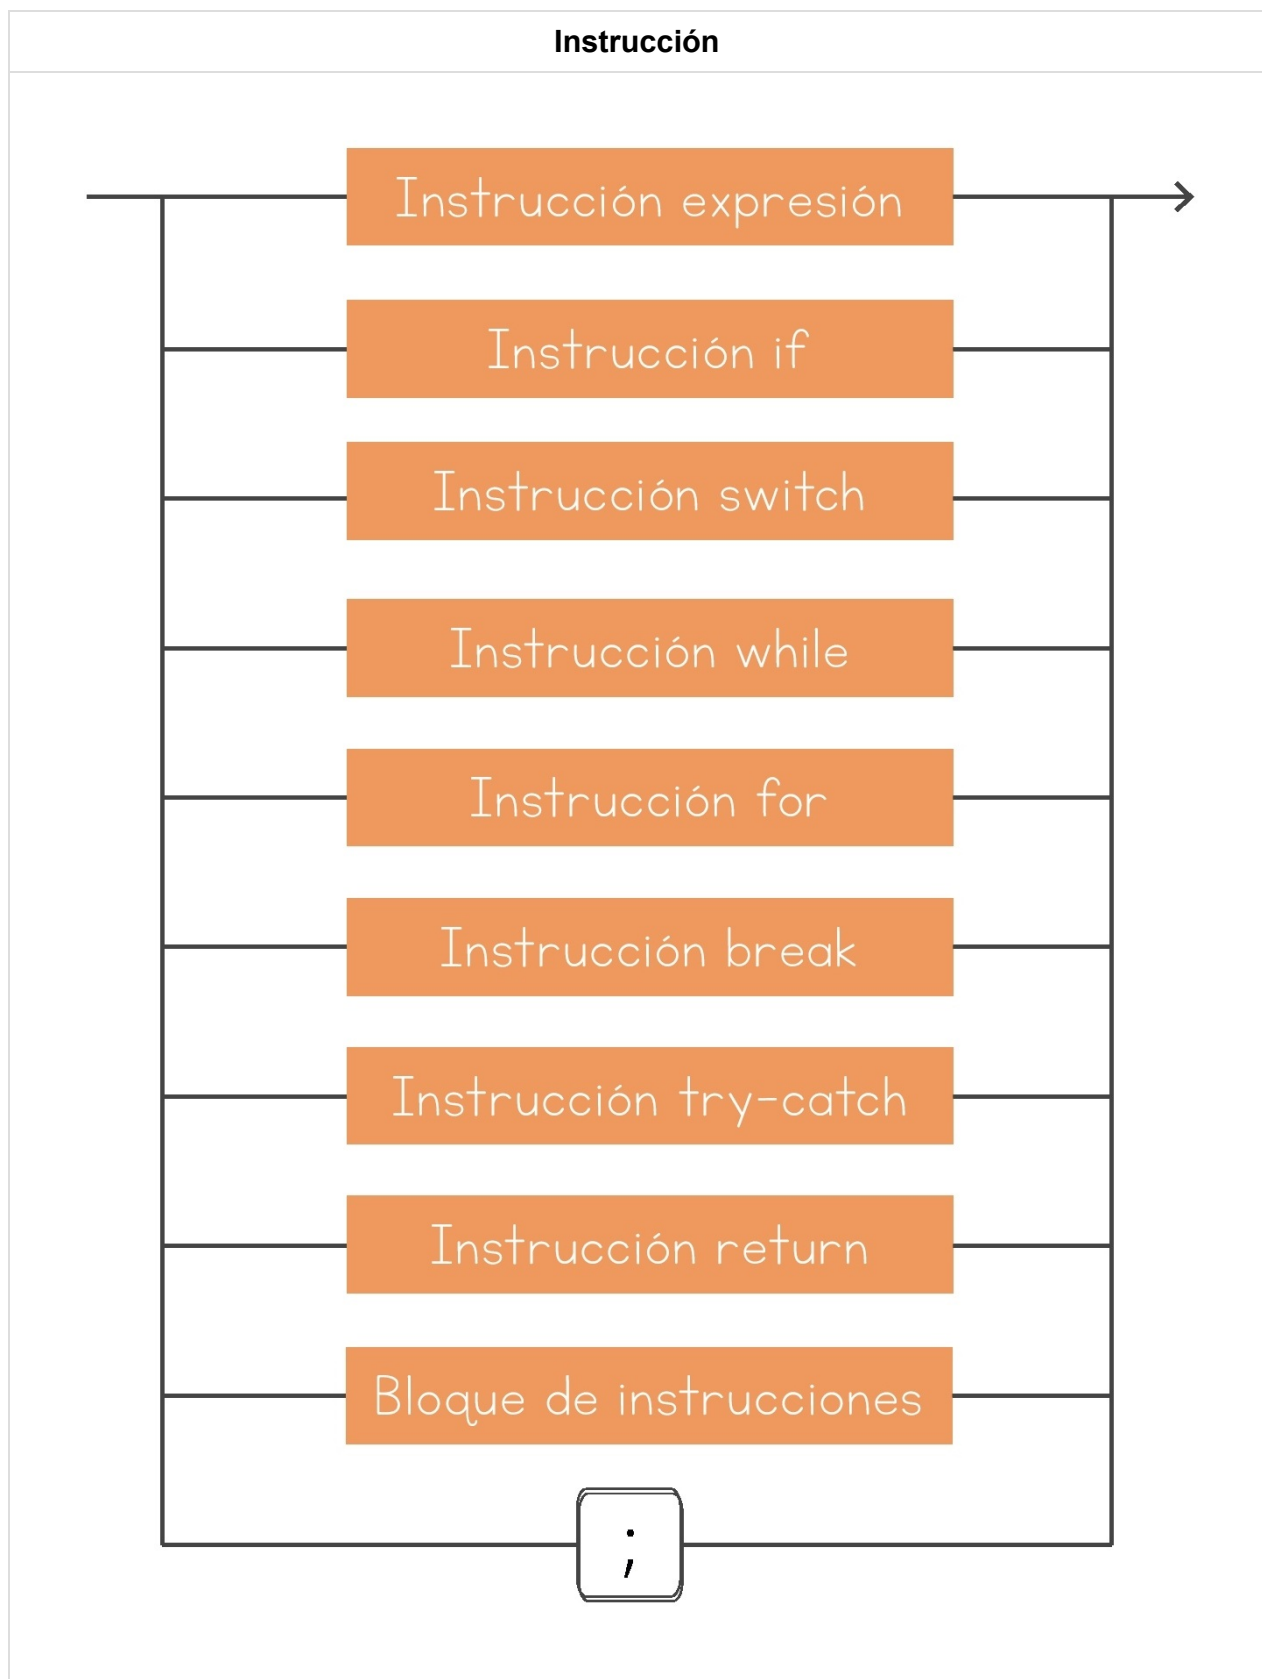 Instrucción
Instrucción expresión
Instrucción if
Instrucción switch
Instrucción while
Instrucción for
Instrucción break
Instrucción try-catch
Instrucción return
Bloque de instrucciones
;